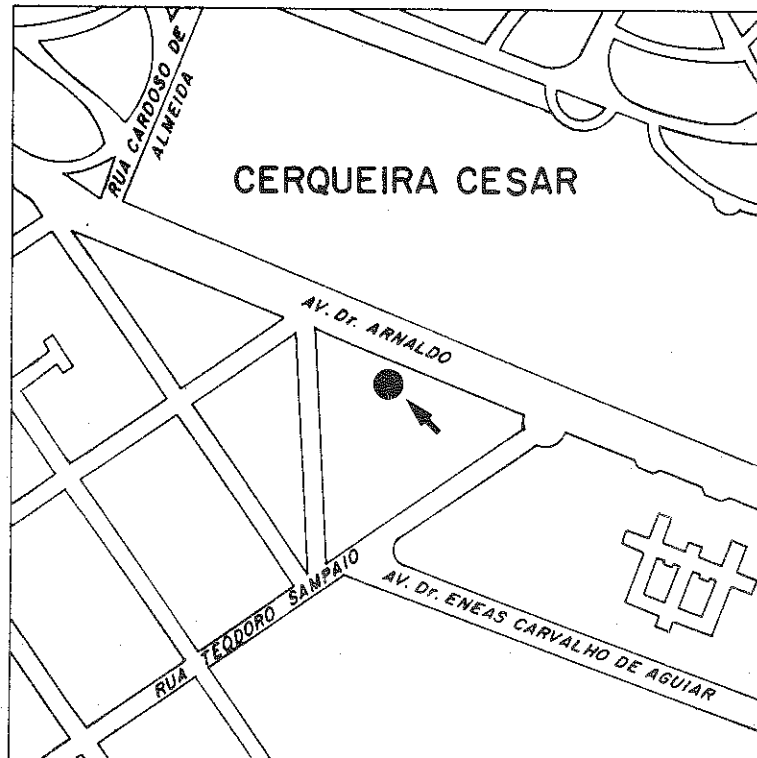 RUA CARDOSO DE
ALMEIDA
CERQUEIRA CESAR
AV. Dr. ARNALDO
RUA TEODORO SAMPAIO
AV. Dr. ENEAS CARVALHO DE AGUIAR